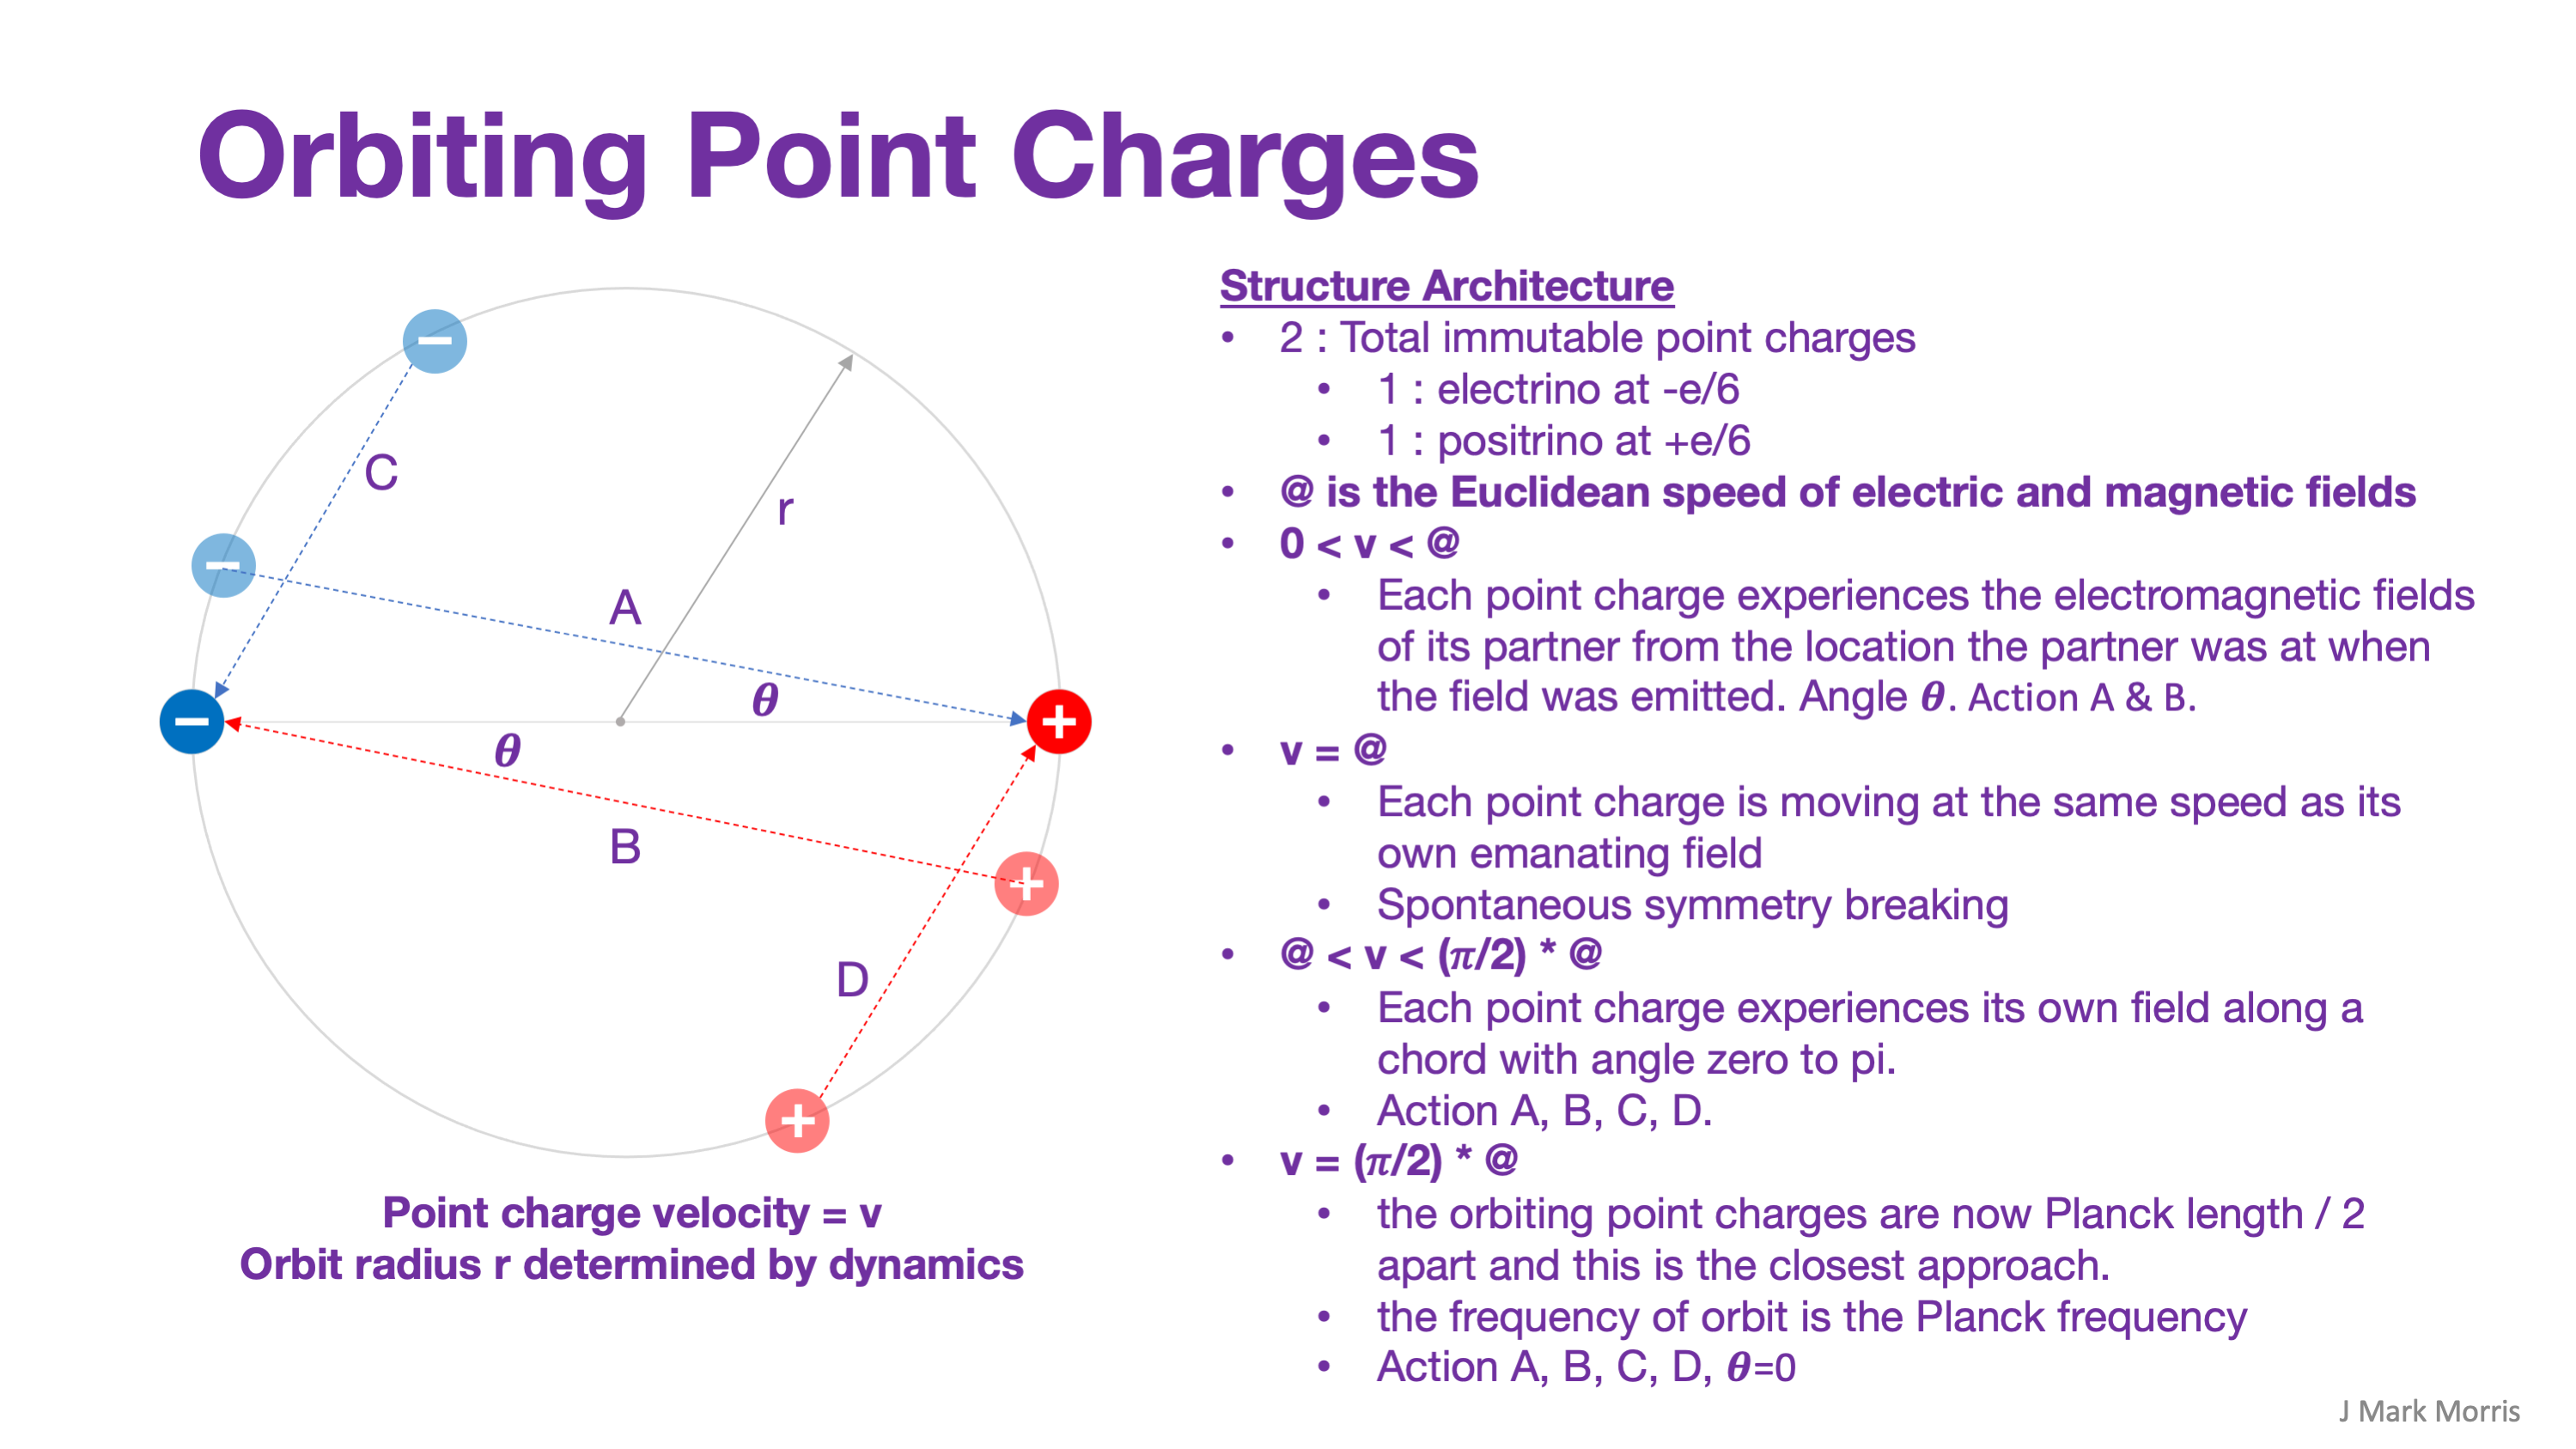 Orbiting Point Charges
−
C
r
−
A
θ
−
+
θ
B
+
D
+
Point charge velocity = v
Orbit radius r determined by dynamics
Structure Architecture
• 2 : Total immutable point charges
• 1 : electrino at -e/6
• 1 : positrino at +e/6
• @ is the Euclidean speed of electric and magnetic fields
• 0 < v < @
• Each point charge experiences the electromagnetic fields
of its partner from the location the partner was at when
the field was emitted. Angle θ. Action A & B.
• v = @
• Each point charge is moving at the same speed as its
own emanating field
• Spontaneous symmetry breaking
• @ < v < (π/2) * @
• Each point charge experiences its own field along a
chord with angle zero to pi.
• Action A, B, C, D.
• v = (π/2) * @
• the orbiting point charges are now Planck length / 2
apart and this is the closest approach.
• the frequency of orbit is the Planck frequency
• Action A, B, C, D, θ=0
J Mark Morris